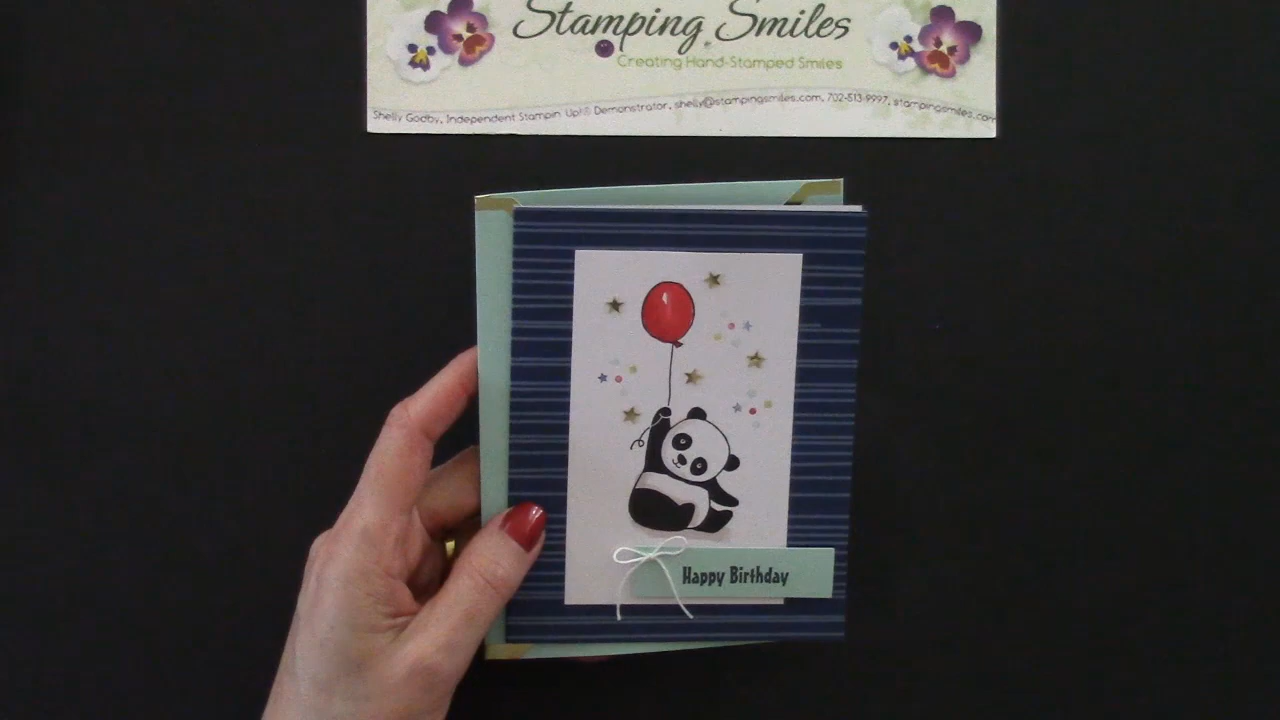 Stamping Smiles
Creating Hand-Stamped Smiles
Shelly Godby, Independent Stampin' Up!® Demonstrator, shelly@stampingsmiles.com, 702-513-9997, stampingsmiles.com
Happy Birthday